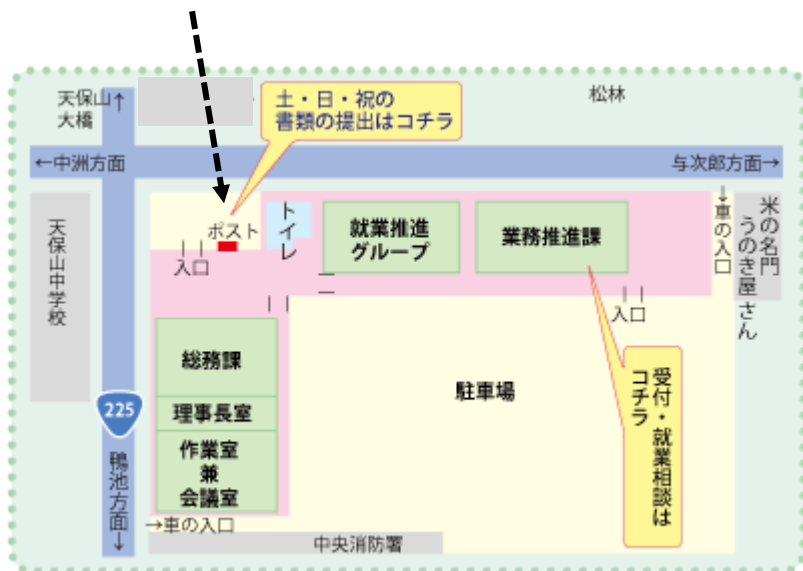 天保山↑
大橋
土・日・祝の
書類の提出はコチラ
松林
←中洲方面
与次郎方面→
天保山中学校
ポスト
入口
トイレ
就業推進
グループ
業務推進課
→車の入口
米の名門
うのき屋さん
入口
総務課
理事長室
作業室
兼
会議室
駐車場
受付・就業相談は
コチラ
225
鴨池方面→
→車の入口
中央消防署